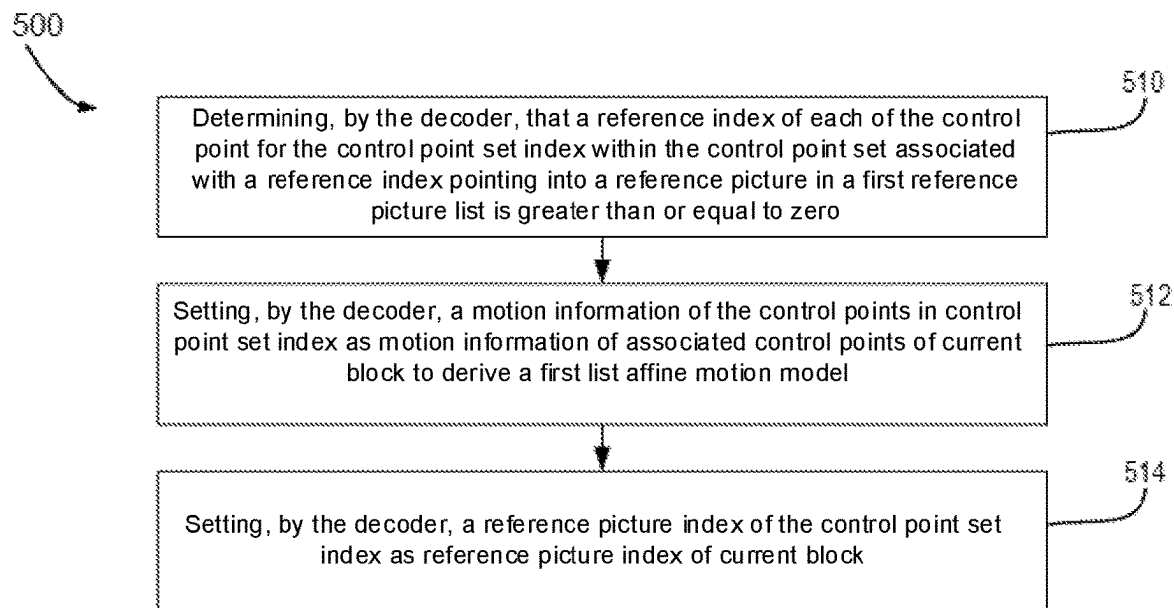 500
510
Determining, by the decoder, that a reference index of each of the control
point for the control point set index within the control point set associated
with a reference index pointing into a reference picture in a first reference
picture list is greater than or equal to zero
512
Setting, by the decoder, a motion information of the control points in control
point set index as motion information of associated control points of current
block to derive a first list affine motion model
514
Setting, by the decoder, a reference picture index of the control point set
index as reference picture index of current block